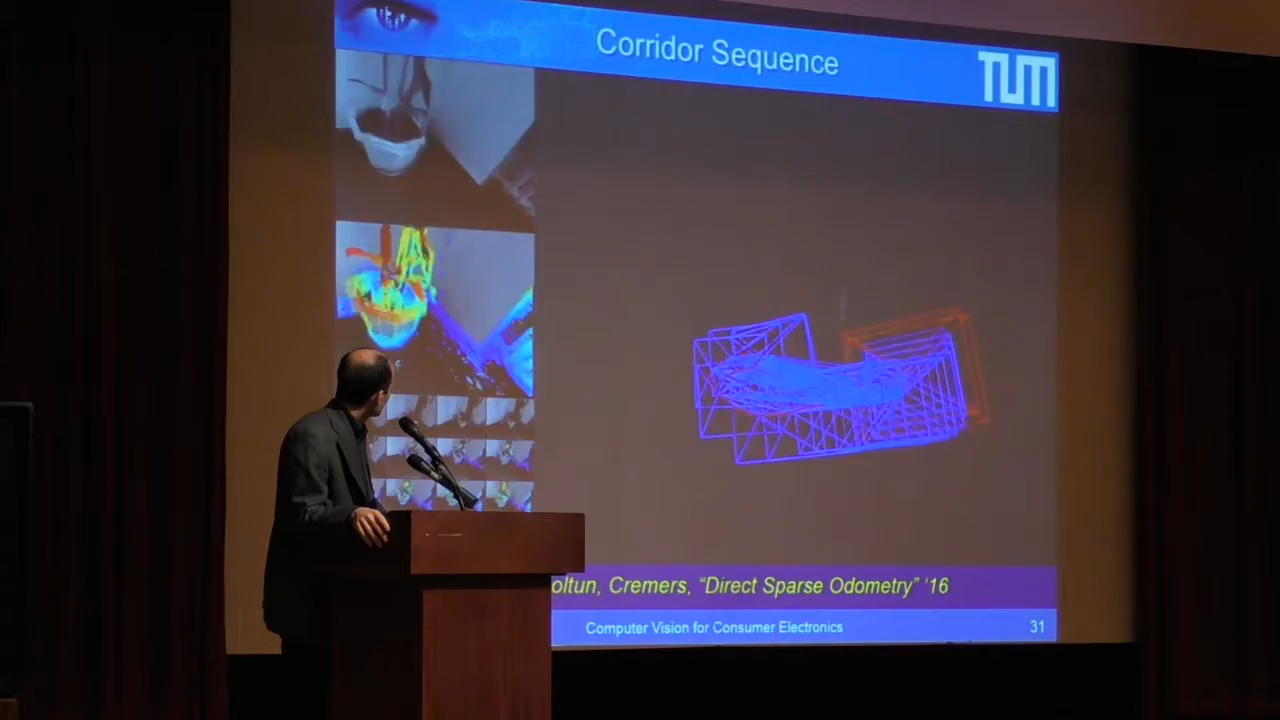 Corridor Sequence
TUM
oltun, Cremers, “Direct Sparse Odometry” ‘16
Computer Vision for Consumer Electronics
31